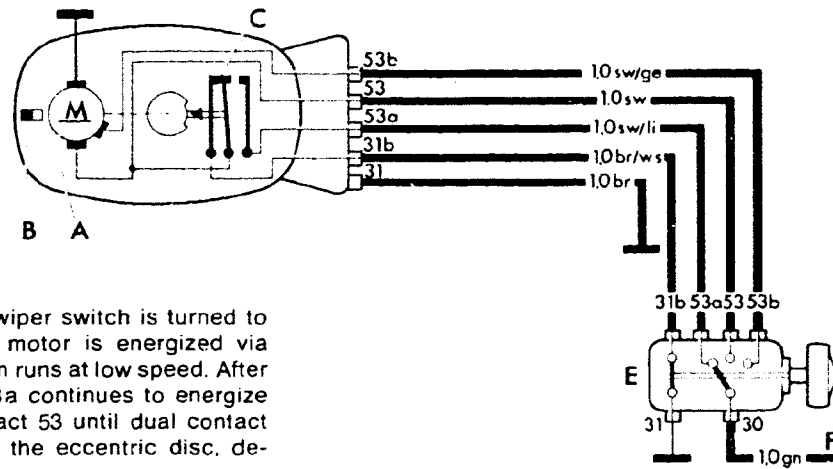 C
53b
1,0 sw/ge
53
1,0 sw
53a
1,0 sw/li
31b
1,0 br/ws
31
1,0 br
M
B
A
31b 53a 53 53b
wiper switch is turned to
motor is energized via
runs at low speed. After
a continues to energize
act 53 until dual contact
the eccentric disc, de-
E
31
30
1,0 gn